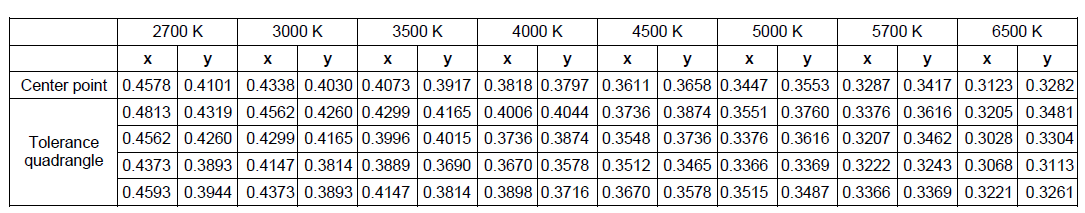 2700 K 3000 K 3500 K 4000 K 4500 K 5000 K 5700 K 6500 K
x y x y x y x y x y x y x y x y
Center point 0.4578 0.4101 0.4338 0.4030 0.4073 0.3917 0.3818 0.3797 0.3611 0.3658 0.3447 0.3553 0.3287 0.3417 0.3123 0.3282
Tolerance quadrangle 0.4813 0.4319 0.4562 0.4260 0.4299 0.4165 0.4006 0.4044 0.3736 0.3874 0.3551 0.3760 0.3376 0.3616 0.3205 0.3481
0.4562 0.4260 0.4299 0.4165 0.3996 0.4015 0.3736 0.3874 0.3548 0.3736 0.3376 0.3616 0.3207 0.3462 0.3028 0.3304
0.4373 0.3893 0.4147 0.3814 0.3889 0.3690 0.3670 0.3578 0.3512 0.3465 0.3366 0.3369 0.3222 0.3243 0.3068 0.3113
0.4593 0.3944 0.4373 0.3893 0.4147 0.3814 0.3898 0.3716 0.3670 0.3578 0.3515 0.3487 0.3366 0.3369 0.3221 0.3261